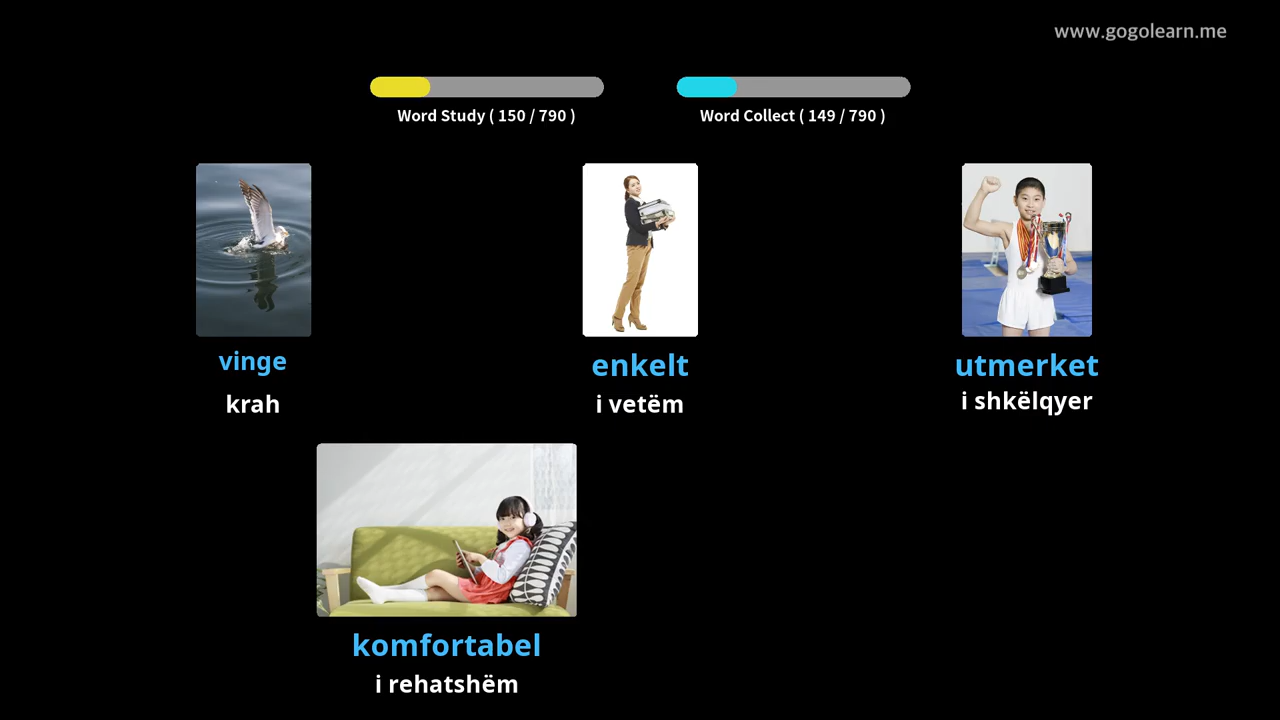 www.gogolearn.me
Word Study ( 150 / 790 )
Word Collect ( 149 / 790 )
vinge
krah
enkelt
i vetëm
utmerket
i shkëlqyer
komfortabel
i rehatshëm